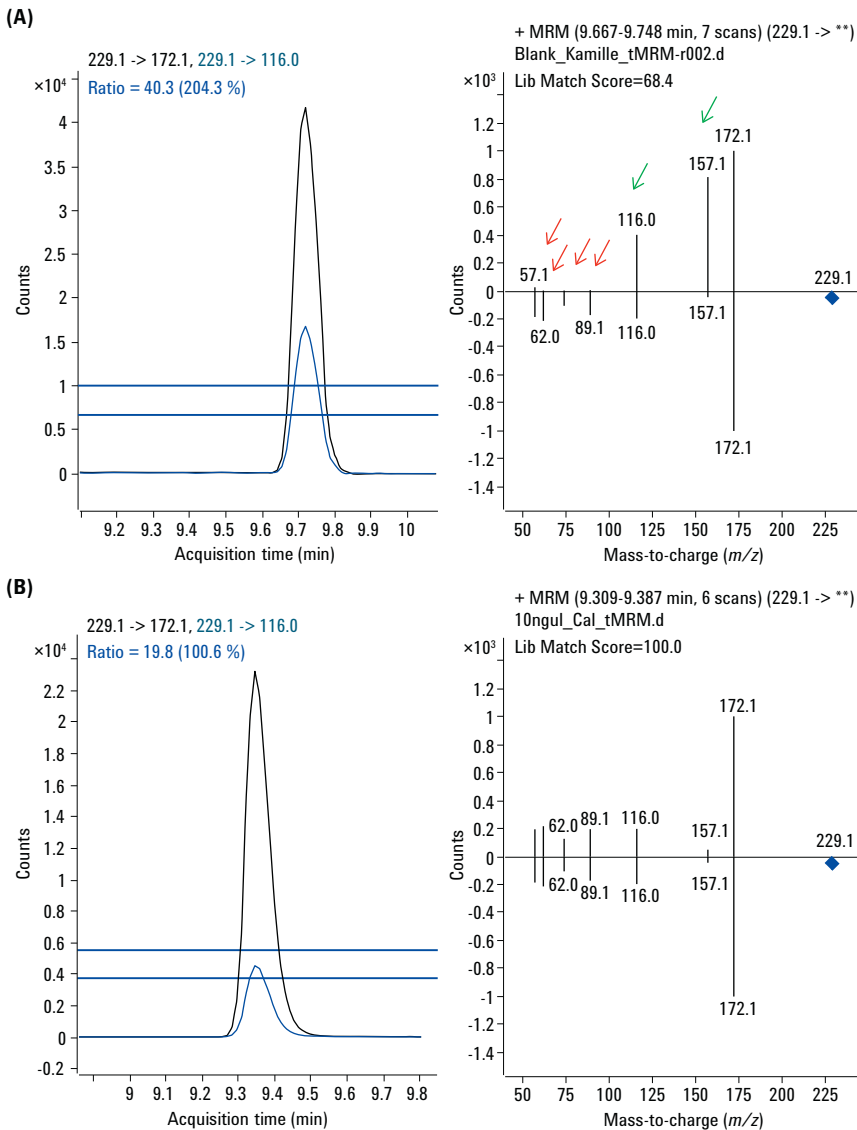 (A)
229.1 -> 172.1, 229.1 -> 116.0
Ratio = 40.3 (204.3 %)
×10⁴
4
3.5
3
2.5
2
1.5
1
0.5
0
Counts
9.2 9.3 9.4 9.5 9.6 9.7 9.8 9.9 10
Acquisition time (min)
+ MRM (9.667-9.748 min, 7 scans) (229.1 -> **)
Blank_Kamille_tMRM-r002.d
Lib Match Score=68.4
×10³
1.2
1
0.8
0.6
0.4
0.2
0
-0.2
-0.4
-0.6
-0.8
-1
-1.2
-1.4
Counts
172.1
157.1
116.0
57.1
229.1
62.0
89.1
116.0
157.1
172.1
50 75 100 125 150 175 200 225
Mass-to-charge (m/z)
(B)
229.1 -> 172.1, 229.1 -> 116.0
Ratio = 19.8 (100.6 %)
×10⁴
2.2
2
1.8
1.6
1.4
1.2
1
0.8
0.6
0.4
0.2
0
-0.2
Counts
9 9.1 9.2 9.3 9.4 9.5 9.6 9.7 9.8
Acquisition time (min)
+ MRM (9.309-9.387 min, 6 scans) (229.1 -> **)
10ngul_Cal_tMRM.d
Lib Match Score=100.0
×10³
1.2
1
0.8
0.6
0.4
0.2
0
-0.2
-0.4
-0.6
-0.8
-1
-1.2
-1.4
Counts
172.1
62.0 89.1 116.0 157.1
229.1
62.0 89.1 116.0 157.1
172.1
50 75 100 125 150 175 200 225
Mass-to-charge (m/z)